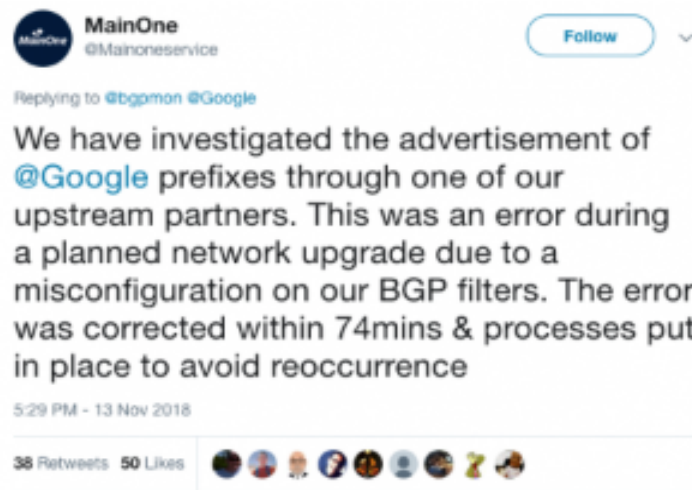 MainOne
MainOne
@Mainoneservice
Follow
Replying to @bgpmon @Google
We have investigated the advertisement of
@Google prefixes through one of our
upstream partners. This was an error during
a planned network upgrade due to a
misconfiguration on our BGP filters. The error
was corrected within 74mins & processes put
in place to avoid reoccurrence
5:29 PM - 13 Nov 2018
38 Retweets 50 Likes